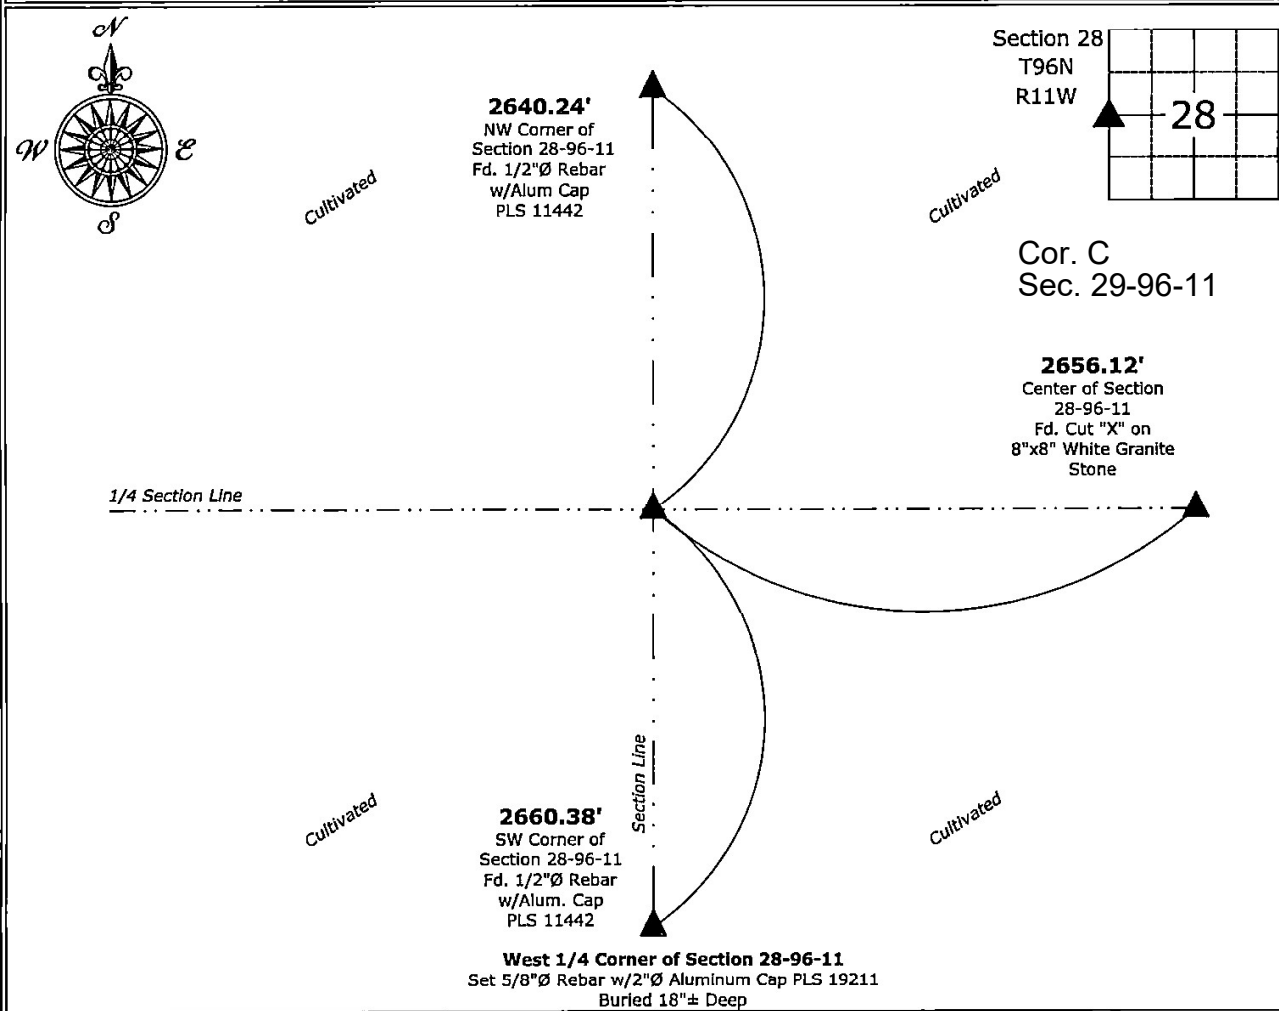 N
W
E
S
2640.24'
NW Corner of
Section 28-96-11
Fd. 1/2"Ø Rebar
w/Alum Cap
PLS 11442
Cultivated
Cultivated
Section 28
T96N
R11W
28
Cor. C
Sec. 29-96-11
2656.12'
Center of Section
28-96-11
Fd. Cut "X" on
8"x8" White Granite
Stone
1/4 Section Line
Section Line
Cultivated
Cultivated
2660.38'
SW Corner of
Section 28-96-11
Fd. 1/2"Ø Rebar
w/Alum. Cap
PLS 11442
West 1/4 Corner of Section 28-96-11
Set 5/8"Ø Rebar w/2"Ø Aluminum Cap PLS 19211
Buried 18"± Deep